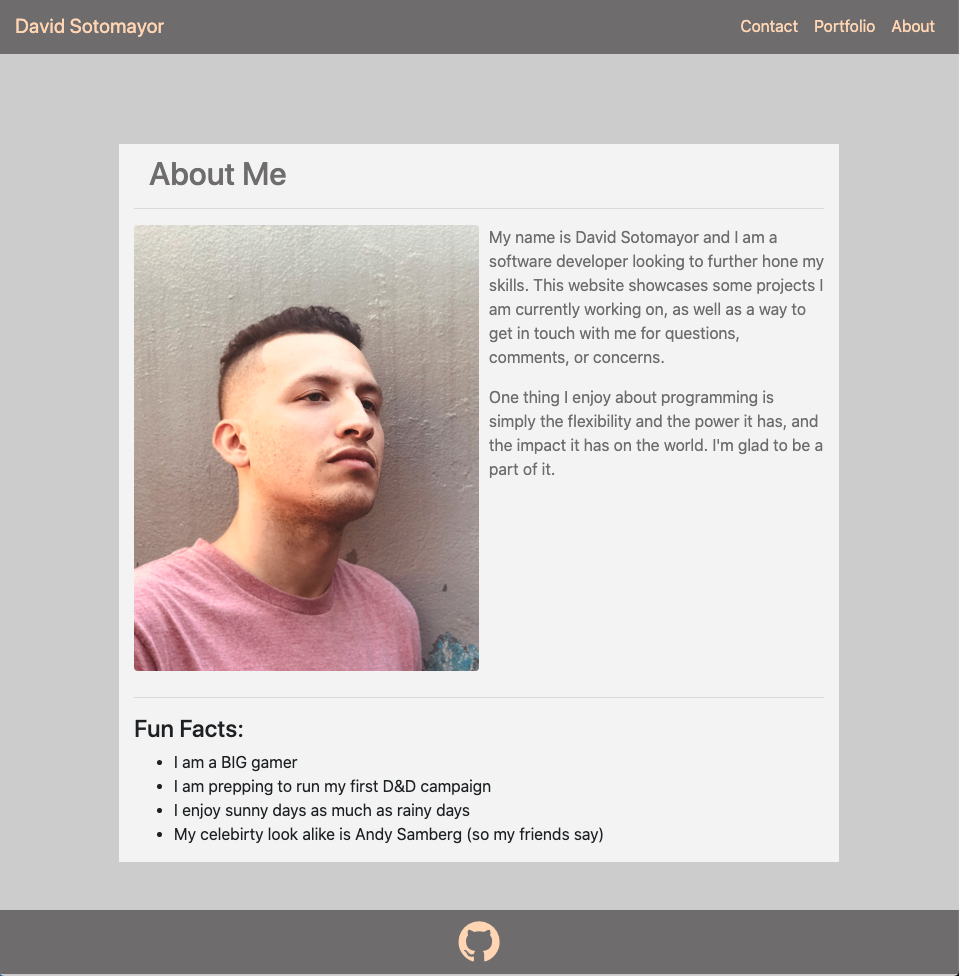 David Sotomayor
Contact Portfolio About
About Me
My name is David Sotomayor and I am a
software developer looking to further hone my
skills. This website showcases some projects I
am currently working on, as well as a way to
get in touch with me for questions,
comments, or concerns.
One thing I enjoy about programming is
simply the flexibility and the power it has, and
the impact it has on the world. I'm glad to be a
part of it.
Fun Facts:
I am a BIG gamer
I am prepping to run my first D&D campaign
I enjoy sunny days as much as rainy days
My celebirty look alike is Andy Samberg (so my friends say)